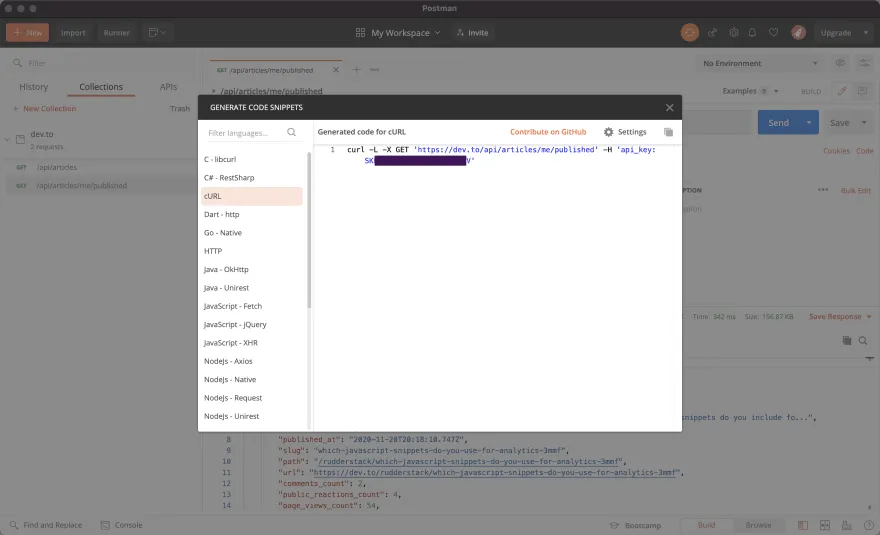 Postman
New
Import
Runner
My Workspace
Invite
Upgrade
Filter
GET /api/articles/me/published
No Environment
History
Collections
APIs
/api/articles/me/published
Examples
BUILD
New Collection
Trash
GENERATE CODE SNIPPETS
Send
Save
dev.to
2 requests
Filter languages...
Generated code for cURL
Contribute on GitHub
Settings
Cookies
Code
GET /api/articles
GET /api/articles/me/published
1 curl -L -X GET 'https://dev.to/api/articles/me/published' -H 'api_key:
SK
V'
Bulk Edit
C - libcurl
C# - RestSharp
cURL
Dart - http
Go - Native
HTTP
Java - OkHttp
Java - Unirest
JavaScript - Fetch
JavaScript - jQuery
JavaScript - XHR
NodeJs - Axios
NodeJs - Native
NodeJs - Request
NodeJs - Unirest
Time: 342 ms
Size: 156.87 KB
Save Response
snippets do you include fo...",
8 "published_at": "2020-11-20T20:18:10.747Z",
9 "slug": "which-javascript-snippets-do-you-use-for-analytics-3mmf",
10 "path": "/rudderstack/which-javascript-snippets-do-you-use-for-analytics-3mmf",
11 "url": "https://dev.to/rudderstack/which-javascript-snippets-do-you-use-for-analytics-3mmf",
12 "comments_count": 2,
13 "public_reactions_count": 4,
14 "page_views_count": 54,
Find and Replace
Console
Bootcamp
Build
Browse